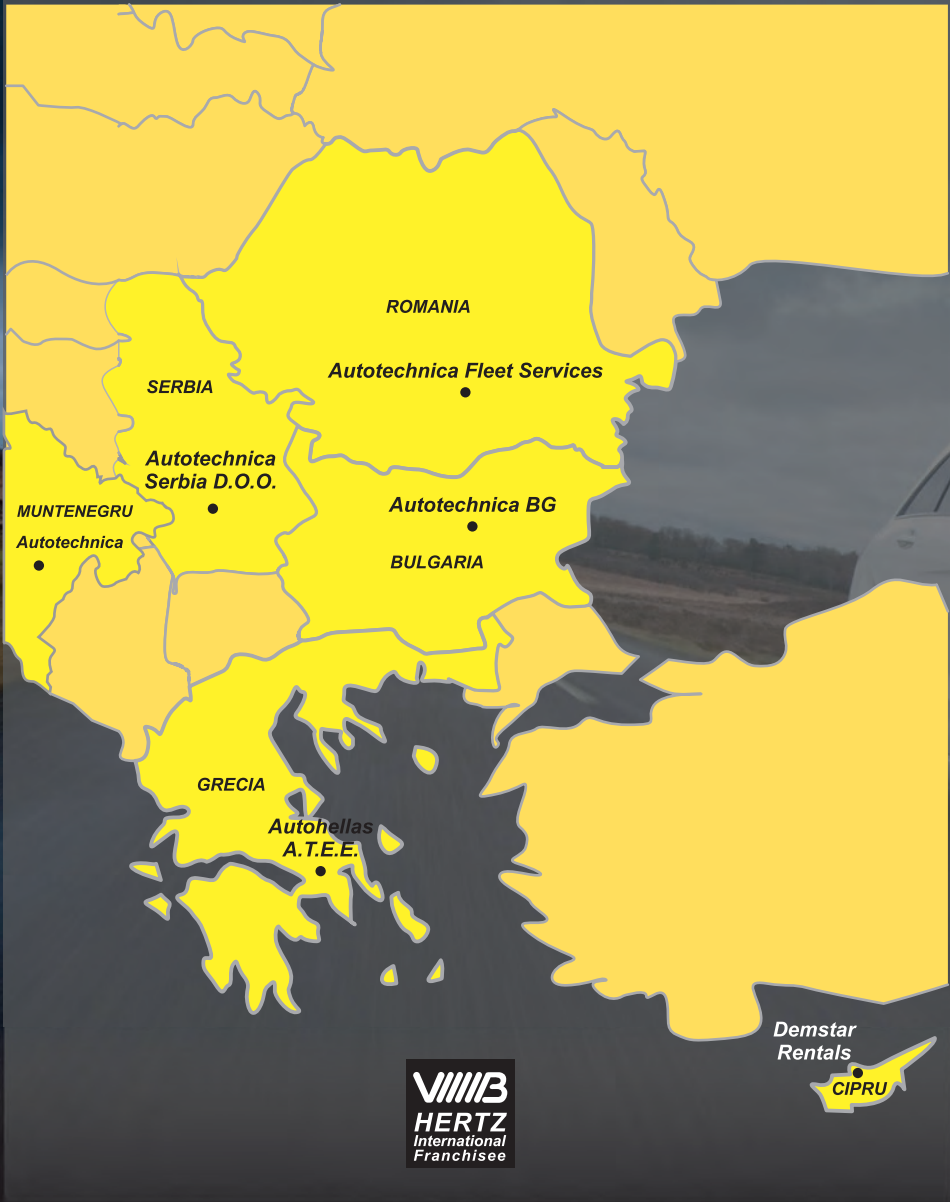 ROMANIA
Autotechnica Fleet Services
SERBIA
Autotechnica
Serbia D.O.O.
MUNTENEGRU
Autotechnica
Autotechnica BG
BULGARIA
GRECIA
Autohellas
A.T.E.E.
Demstar
Rentals
CIPRU
HERTZ
International
Franchisee